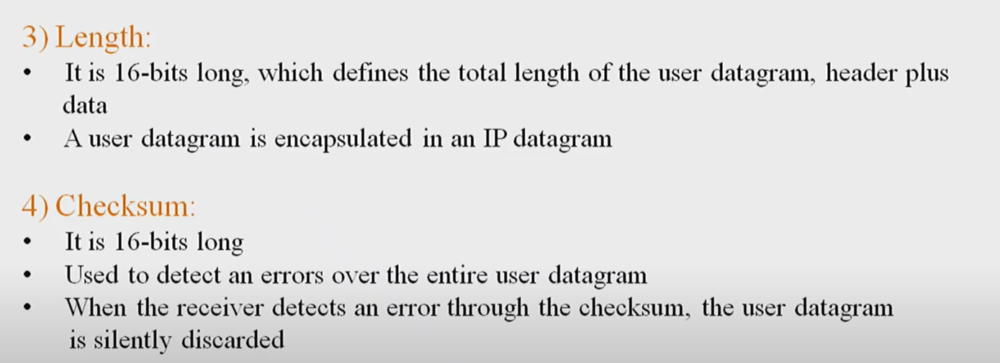 3) Length:
• It is 16-bits long, which defines the total length of the user datagram, header plus
data
• A user datagram is encapsulated in an IP datagram
4) Checksum:
• It is 16-bits long
• Used to detect an errors over the entire user datagram
• When the receiver detects an error through the checksum, the user datagram
is silently discarded